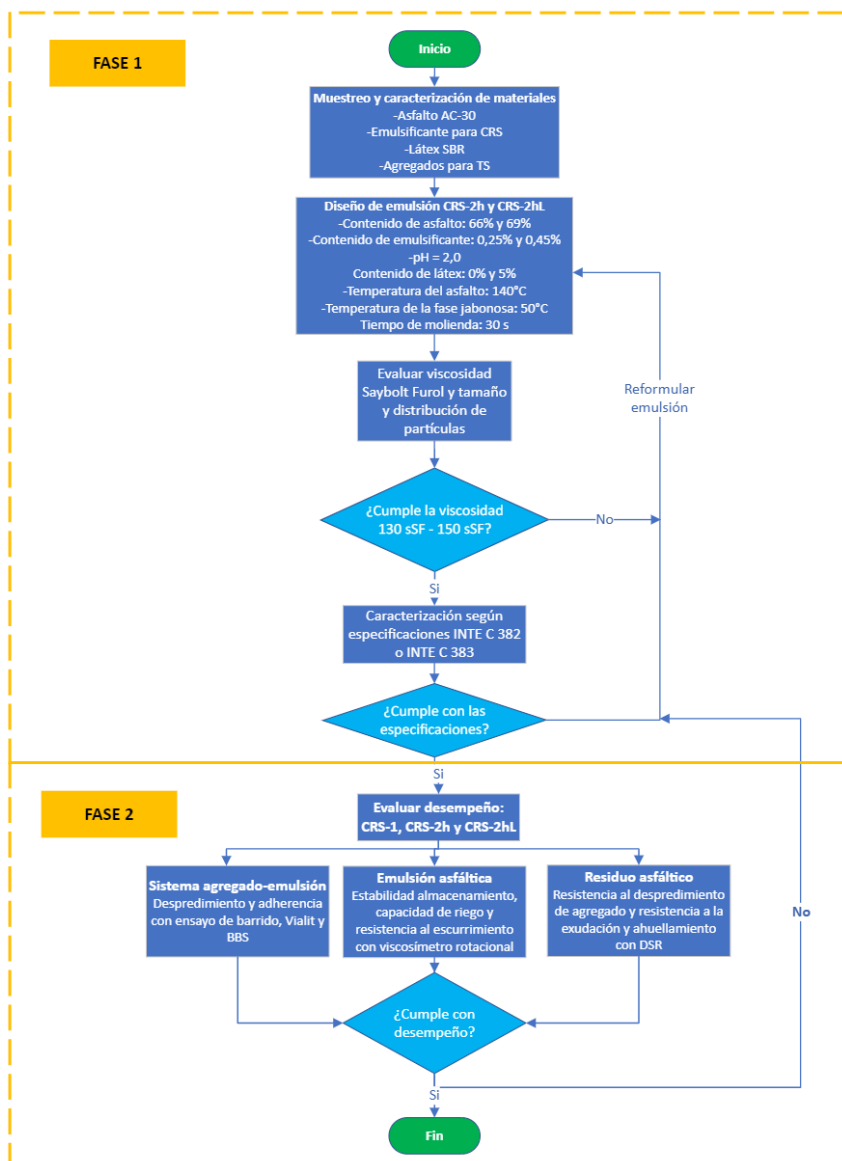 Inicio
FASE 1
Muestreo y caracterización de materiales
-Asfalto AC-30
-Emulsificante para CRS
-Látex SBR
-Agregados para TS
Diseño de emulsión CRS-2h y CRS-2hL
-Contenido de asfalto: 66% y 69%
-Contenido de emulsificante: 0,25% y 0,45%
-pH = 2,0
Contenido de látex: 0% y 5%
-Temperatura del asfalto: 140°C
-Temperatura de la fase jabonosa: 50°C
Tiempo de molienda: 30 s
Evaluar viscosidad
Saybolt Furol y tamaño
y distribución de
partículas
Reformular
emulsión
¿Cumple la viscosidad
130 sSF - 150 sSF?
No
Si
Caracterización según
especificaciones INTE C 382
o INTE C 383
¿Cumple con las
especificaciones?
Si
FASE 2
Evaluar desempeño:
CRS-1, CRS-2h y CRS-2hL
Sistema agregado-emulsión
Despredimiento y adherencia
con ensayo de barrido, Vialit y
BBS
Emulsión asfáltica
Estabilidad almacenamiento,
capacidad de riego y
resistencia al escurrimiento
con viscosímetro rotacional
Residuo asfáltico
Resistencia al despredimiento
de agregado y resistencia a la
exudación y ahuellamiento
con DSR
No
¿Cumple con
desempeño?
Si
Fin